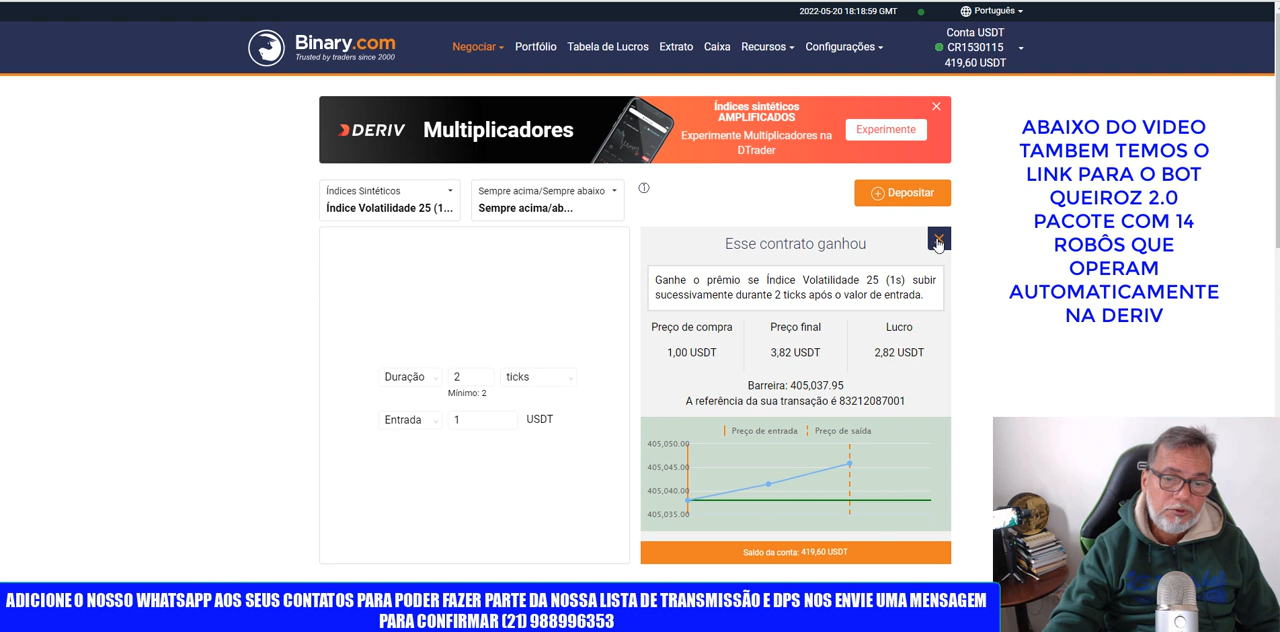 2022-05-20 18:18:59 GMT
Português
Binary.com
Trusted by traders since 2000
Negociar
Portfólio
Tabela de Lucros
Extrato
Caixa
Recursos
Configurações
Conta USDT
CR1530115
419,60 USDT
DERIV
Multiplicadores
Índices sintéticos
AMPLIFICADOS
Experimente Multiplicadores na
DTrader
Experimente
Índices Sintéticos
Índice Volatilidade 25 (1...
Sempre acima/Sempre abaixo
Sempre acima/ab...
Depositar
Duração
2
ticks
Mínimo: 2
Entrada
1
USDT
Esse contrato ganhou
Ganhe o prêmio se Índice Volatilidade 25 (1s) subir
sucessivamente durante 2 ticks após o valor de entrada.
Preço de compra
Preço final
Lucro
1,00 USDT
3,82 USDT
2,82 USDT
Barreira: 405,037.95
A referência da sua transação é 83212087001
Preço de entrada
Preço de saída
405,050.00
405,045.00
405,040.00
405,035.00
Saldo da conta: 419,60 USDT
ABAIXO DO VIDEO
TAMBEM TEMOS O
LINK PARA O BOT
QUEIROZ 2.0
PACOTE COM 14
ROBÔS QUE
OPERAM
AUTOMATICAMENTE
NA DERIV
ADICIONE O NOSSO WHATSAPP AOS SEUS CONTATOS PARA PODER FAZER PARTE DA NOSSA LISTA DE TRANSMISSÃO E DPS NOS ENVIE UMA MENSAGEM
PARA CONFIRMAR (21) 988996353